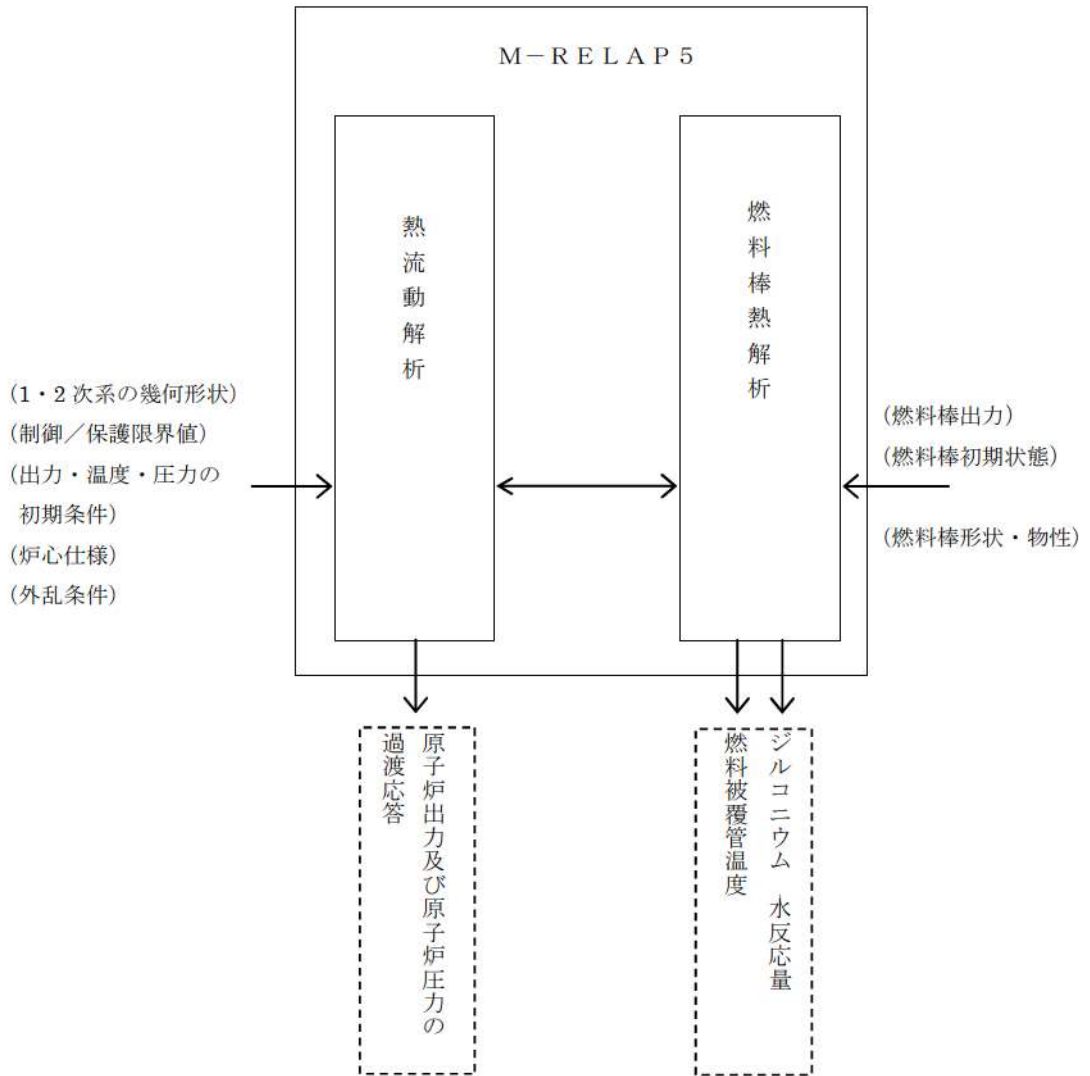 M-RELAP5
熱流動解析
燃料棒熱解析
(1・2次系の幾何形状)
(制御/保護限界値)
(出力・温度・圧力の
初期条件)
(炉心仕様)
(外乱条件)
(燃料棒出力)
(燃料棒初期状態)
(燃料棒形状・物性)
原子炉出力及び原子炉圧力の
過渡応答
ジルコニウム 水反応量
燃料被覆管温度